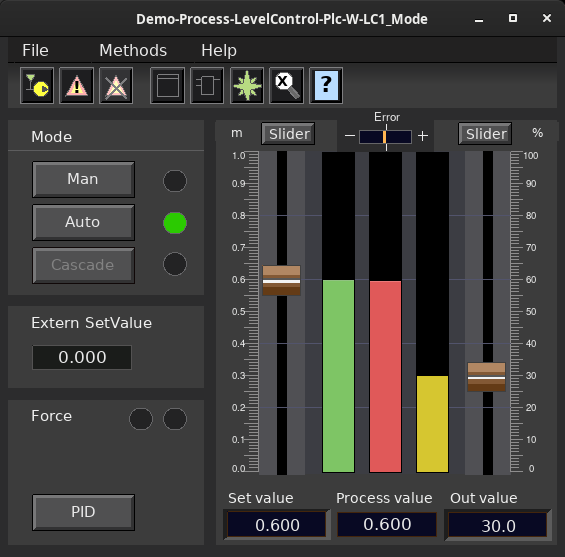 Demo-Process-LevelControl-Plc-W-LC1_Mode
File Methods Help
X ?
Mode
Man
Auto
Cascade
Extern SetValue
0.000
Force
PID
m Slider Error Slider %
− +
1.0 100
0.9 90
0.8 80
0.7 70
0.6 60
0.5 50
0.4 40
0.3 30
0.2 20
0.1 10
0.0 0
Set value Process value Out value
0.600 0.600 30.0